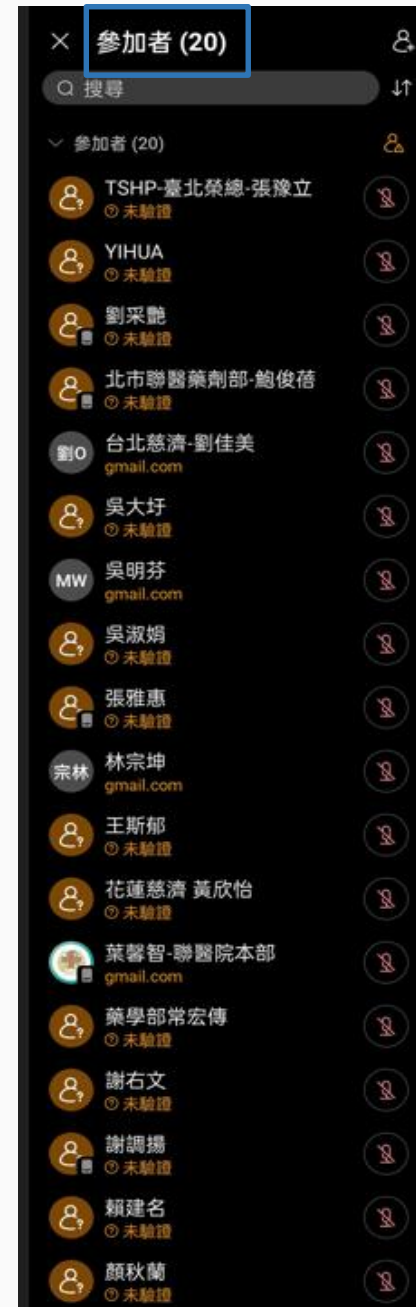 參加者 (20)
搜尋
參加者 (20)
TSHP-臺北榮總-張豫立
未驗證
YIHUA
未驗證
劉采艷
未驗證
北市聯醫藥劑部-鮑俊蓓
未驗證
劉O
台北慈濟-劉佳美
gmail.com
吳大圩
未驗證
MW
吳明芬
gmail.com
吳淑娟
未驗證
張雅惠
未驗證
宗林
林宗坤
gmail.com
王斯郁
未驗證
花蓮慈濟 黃欣怡
未驗證
葉馨智-聯醫院本部
gmail.com
藥學部常宏傳
未驗證
謝右文
未驗證
謝調揚
未驗證
賴建名
未驗證
顏秋蘭
未驗證